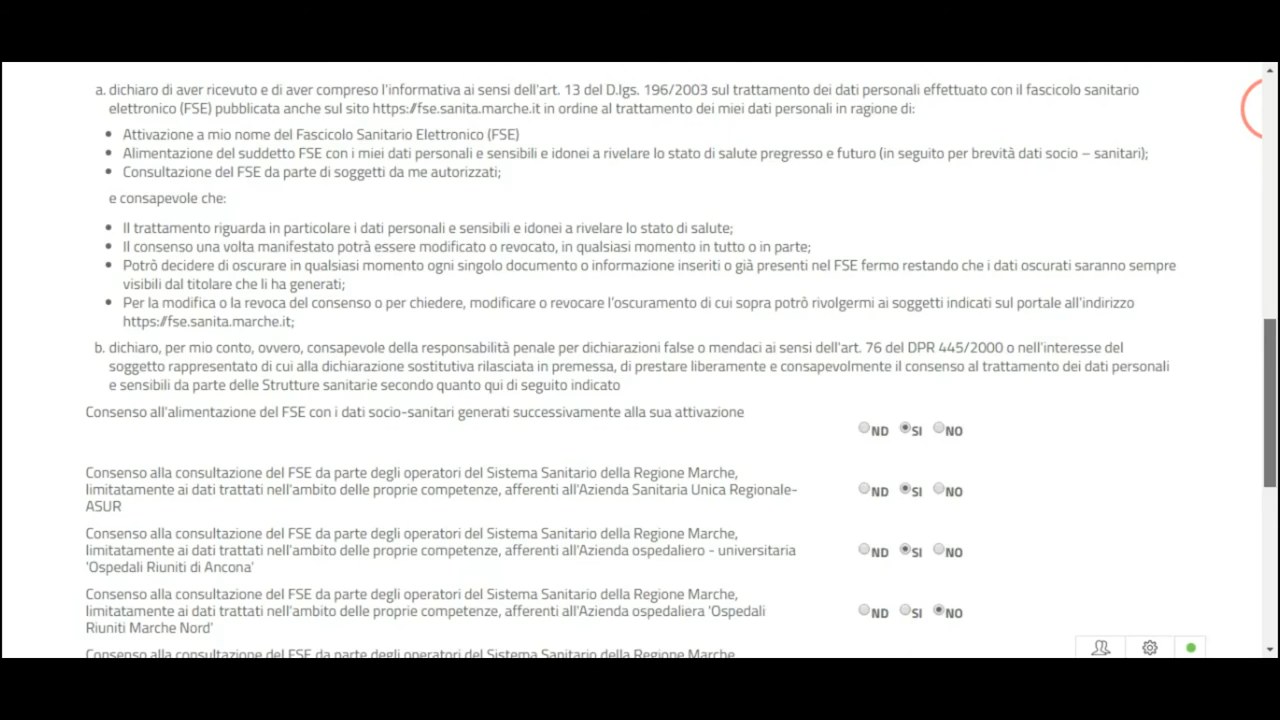 a. dichiaro di aver ricevuto e di aver compreso l'informativa ai sensi dell'art. 13 del D.lgs. 196/2003 sul trattamento dei dati personali effettuato con il fascicolo sanitario
elettronico (FSE) pubblicata anche sul sito https://fse.sanita.marche.it in ordine al trattamento dei miei dati personali in ragione di:
• Attivazione a mio nome del Fascicolo Sanitario Elettronico (FSE)
• Alimentazione del suddetto FSE con i miei dati personali e sensibili e idonei a rivelare lo stato di salute pregresso e futuro (in seguito per brevità dati socio – sanitari);
• Consultazione del FSE da parte di soggetti da me autorizzati;
e consapevole che:
• Il trattamento riguarda in particolare i dati personali e sensibili e idonei a rivelare lo stato di salute;
• Il consenso una volta manifestato potrà essere modificato o revocato, in qualsiasi momento in tutto o in parte;
• Potrò decidere di oscurare in qualsiasi momento ogni singolo documento o informazione inseriti o già presenti nel FSE fermo restando che i dati oscurati saranno sempre
visibili dal titolare che li ha generati;
• Per la modifica o la revoca del consenso o per chiedere, modificare o revocare l'oscuramento di cui sopra potrò rivolgermi ai soggetti indicati sul portale all'indirizzo
https://fse.sanita.marche.it;
b. dichiaro, per mio conto, ovvero, consapevole della responsabilità penale per dichiarazioni false o mendaci ai sensi dell'art. 76 del DPR 445/2000 o nell'interesse del
soggetto rappresentato di cui alla dichiarazione sostitutiva rilasciata in premessa, di prestare liberamente e consapevolmente il consenso al trattamento dei dati personali
e sensibili da parte delle Strutture sanitarie secondo quanto qui di seguito indicato
Consenso all'alimentazione del FSE con i dati socio-sanitari generati successivamente alla sua attivazione
ND SI NO
Consenso alla consultazione del FSE da parte degli operatori del Sistema Sanitario della Regione Marche,
limitatamente ai dati trattati nell'ambito delle proprie competenze, afferenti all'Azienda Sanitaria Unica Regionale-
ASUR
ND SI NO
Consenso alla consultazione del FSE da parte degli operatori del Sistema Sanitario della Regione Marche,
limitatamente ai dati trattati nell'ambito delle proprie competenze, afferenti all'Azienda ospedaliero - universitaria
'Ospedali Riuniti di Ancona'
ND SI NO
Consenso alla consultazione del FSE da parte degli operatori del Sistema Sanitario della Regione Marche,
limitatamente ai dati trattati nell'ambito delle proprie competenze, afferenti all'Azienda ospedaliera 'Ospedali
Riuniti Marche Nord'
ND SI NO
Consenso alla consultazione del FSE da parte degli operatori del Sistema Sanitario della Regione Marche,